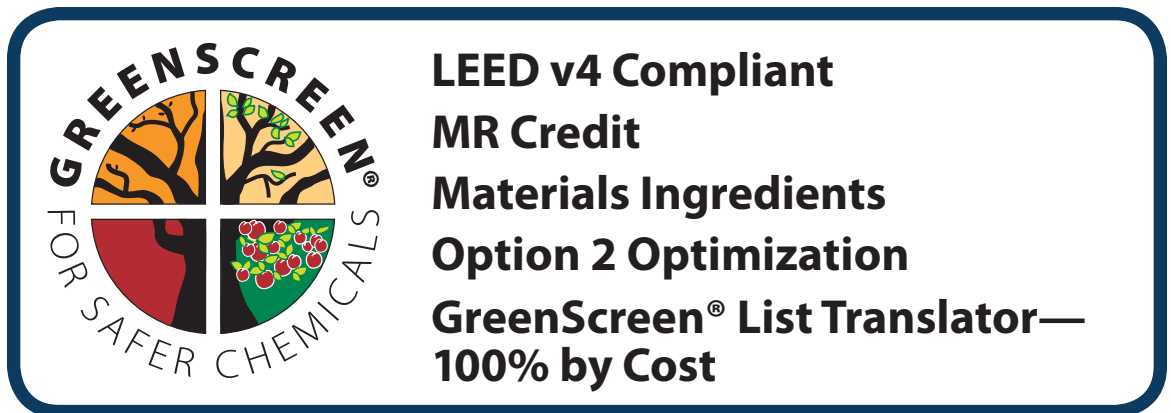 GREENSCREEN®
FOR SAFER CHEMICALS
LEED v4 Compliant
MR Credit
Materials Ingredients
Option 2 Optimization
GreenScreen® List Translator—
100% by Cost